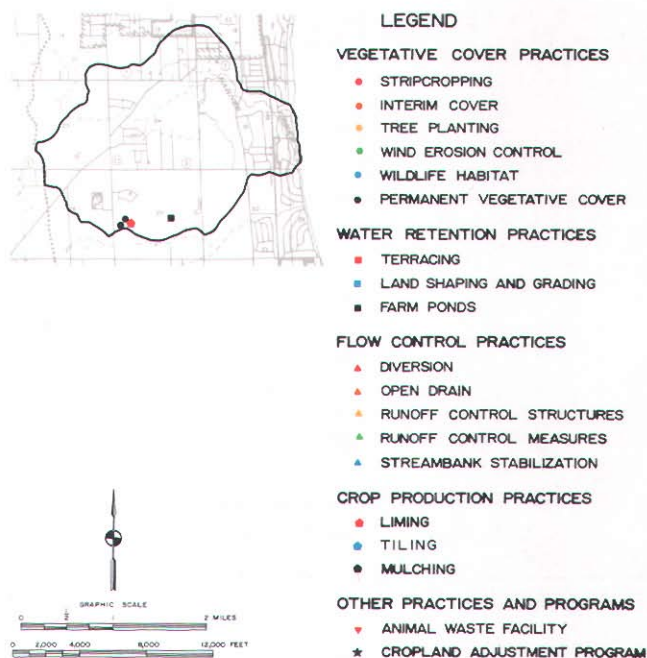 LEGEND
VEGETATIVE COVER PRACTICES
STRIPCROPPING
INTERIM COVER
TREE PLANTING
WIND EROSION CONTROL
WILDLIFE HABITAT
PERMANENT VEGETATIVE COVER
WATER RETENTION PRACTICES
TERRACING
LAND SHAPING AND GRADING
FARM PONDS
FLOW CONTROL PRACTICES
DIVERSION
OPEN DRAIN
RUNOFF CONTROL STRUCTURES
RUNOFF CONTROL MEASURES
STREAMBANK STABILIZATION
CROP PRODUCTION PRACTICES
LIMING
TILING
MULCHING
OTHER PRACTICES AND PROGRAMS
ANIMAL WASTE FACILITY
CROPLAND ADJUSTMENT PROGRAM
GRAPHIC SCALE
0 1 2 MILES
0 2,000 4,000 8,000 12,000 FEET